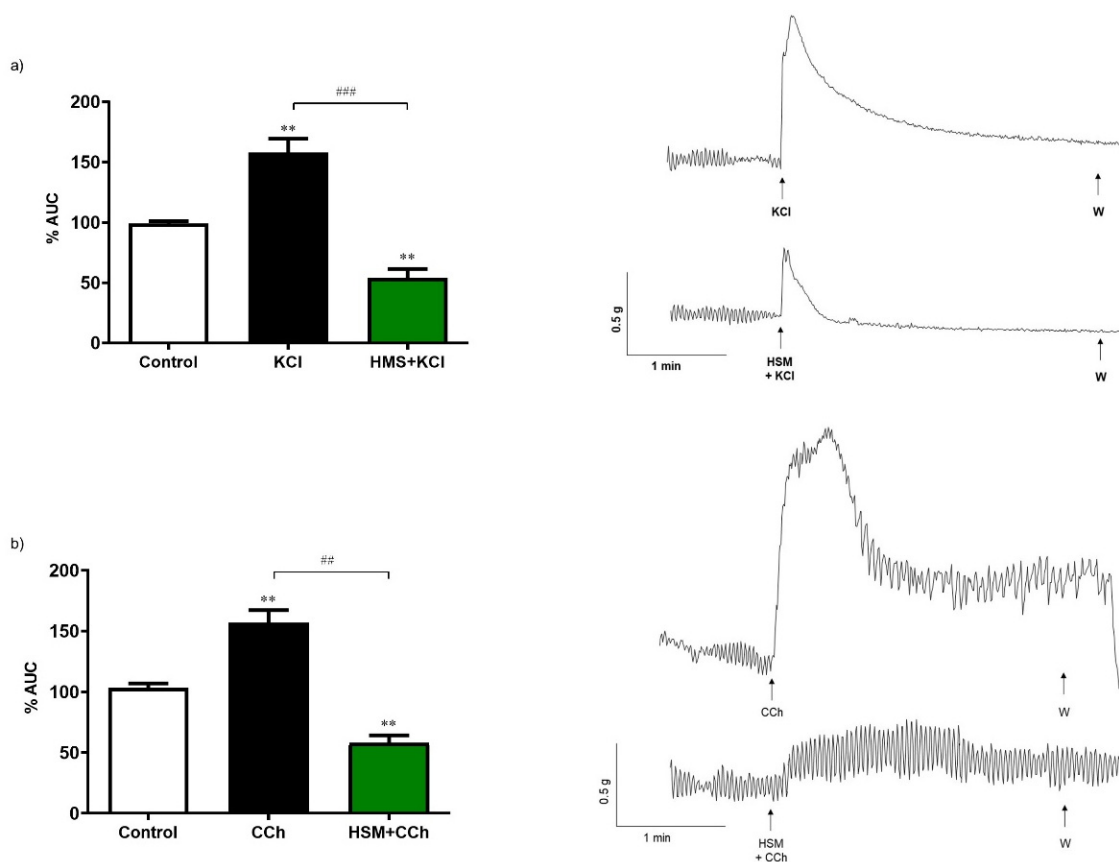 a)
###
200
**
150
% AUC
100
**
50
0
Control
KCl
HMS+KCl
KCl
W
0.5 g
1 min
HSM
+ KCl
W
b)
##
200
**
150
% AUC
100
**
50
0
Control
CCh
HSM+CCh
CCh
W
0.5 g
1 min
HSM
+ CCh
W